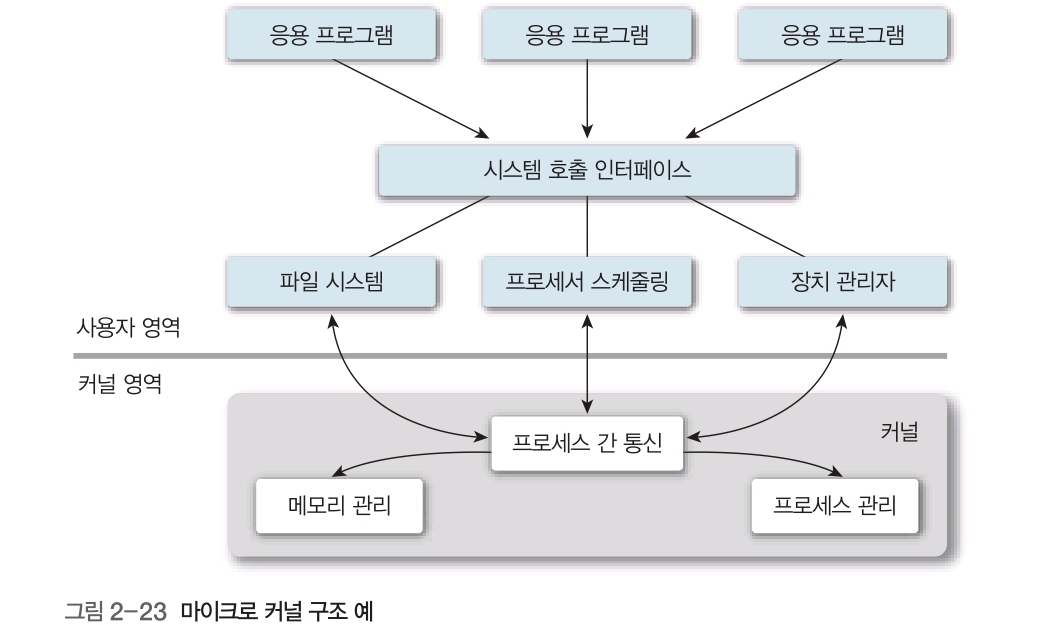 응용 프로그램
응용 프로그램
응용 프로그램
시스템 호출 인터페이스
파일 시스템
프로세서 스케줄링
장치 관리자
사용자 영역
커널 영역
커널
프로세스 간 통신
메모리 관리
프로세스 관리
그림 2-23 마이크로 커널 구조 예